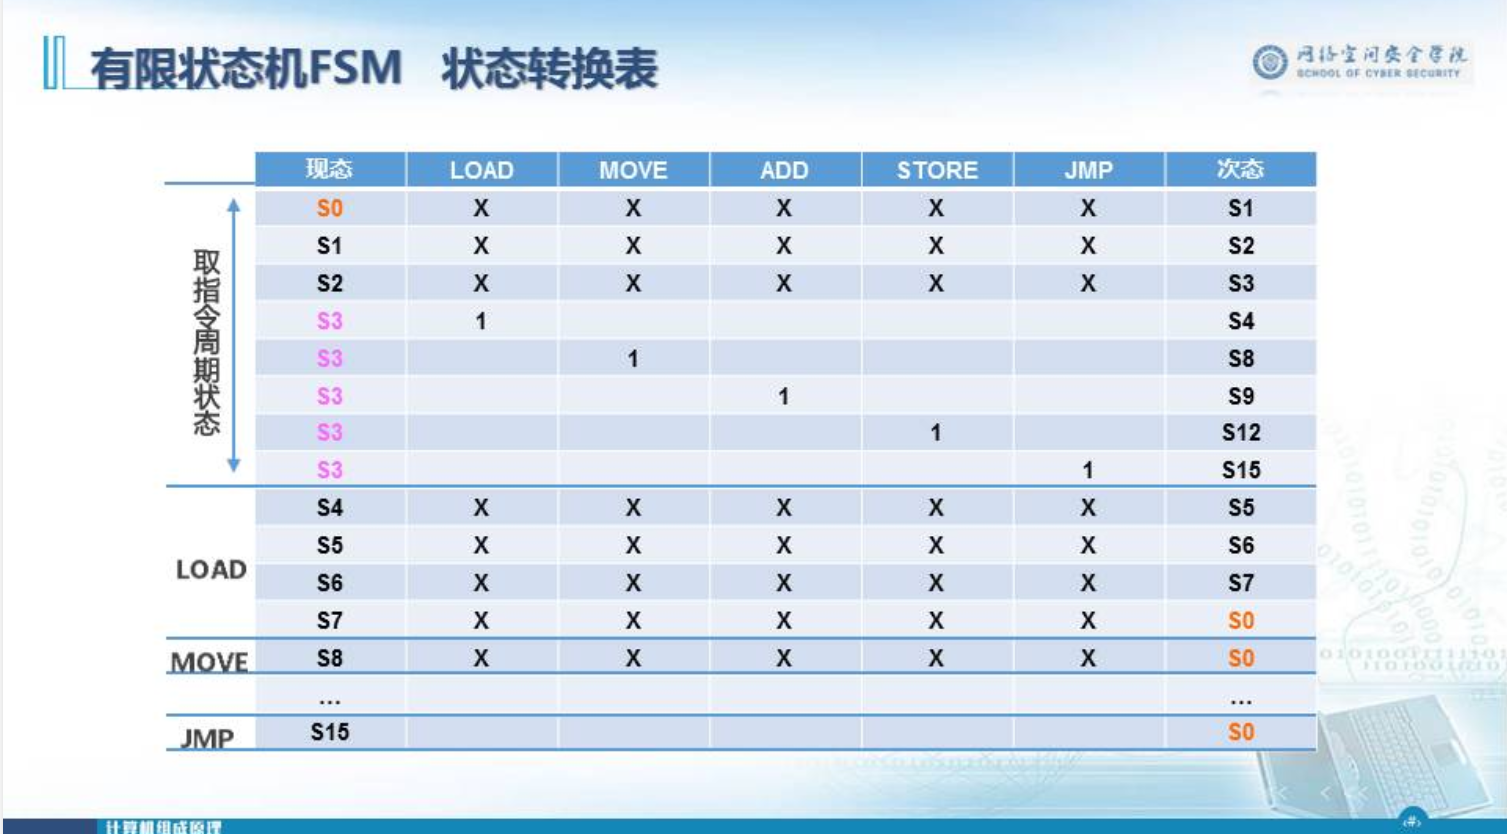 有限状态机FSM 状态转换表
网络空间安全学院
SCHOOL OF CYBER SECURITY
现态 LOAD MOVE ADD STORE JMP 次态
取指令周期状态
S0 X X X X X S1
S1 X X X X X S2
S2 X X X X X S3
S3 1 S4
S3 1 S8
S3 1 S9
S3 1 S12
S3 1 S15
LOAD
S4 X X X X X S5
S5 X X X X X S6
S6 X X X X X S7
S7 X X X X X S0
MOVE S8 X X X X X S0
... ...
JMP S15 S0
计算机组成原理
‹#›